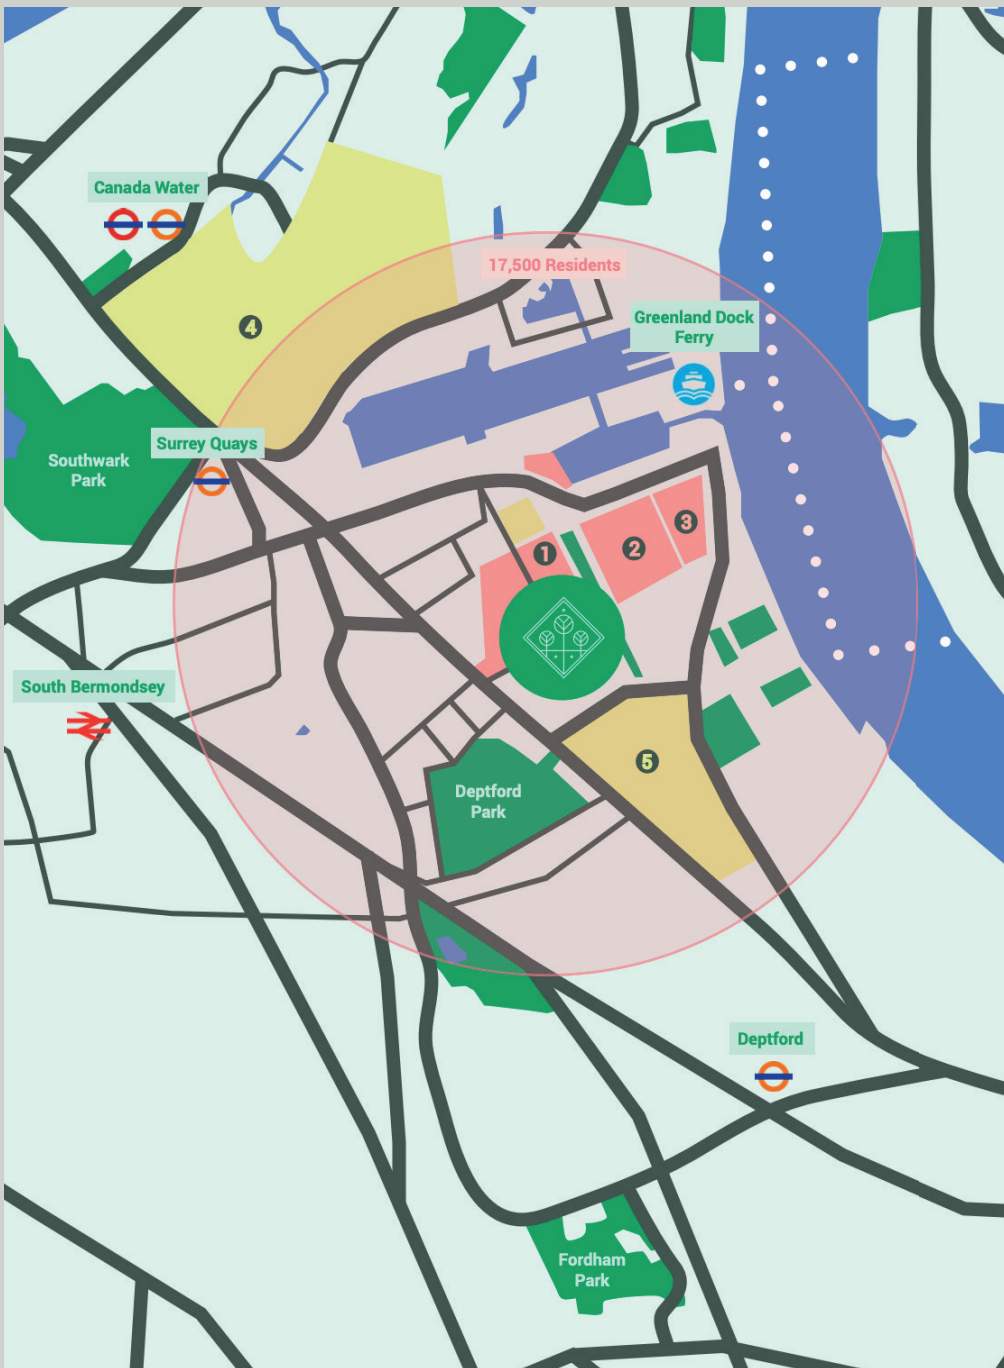 Canada Water
17,500 Residents
Greenland Dock
Ferry
4
Surrey Quays
Southwark
Park
3
2
1
South Bermondsey
5
Deptford
Park
Deptford
Fordham
Park